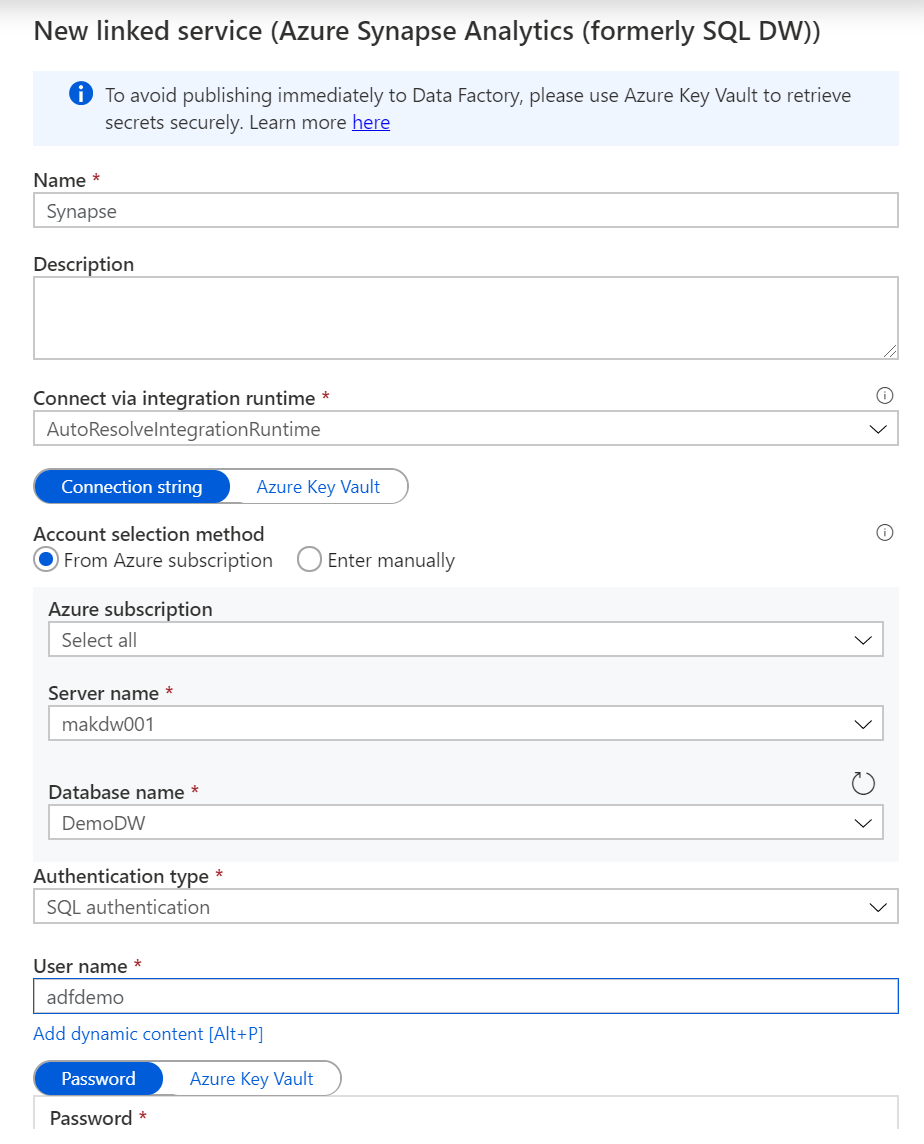 New linked service (Azure Synapse Analytics (formerly SQL DW))
To avoid publishing immediately to Data Factory, please use Azure Key Vault to retrieve
secrets securely. Learn more here
Name *
Synapse
Description
Connect via integration runtime *
AutoResolveIntegrationRuntime
Connection string Azure Key Vault
Account selection method
From Azure subscription Enter manually
Azure subscription
Select all
Server name *
makdw001
Database name *
DemoDW
Authentication type *
SQL authentication
User name *
adfdemo
Add dynamic content [Alt+P]
Password Azure Key Vault
Password *